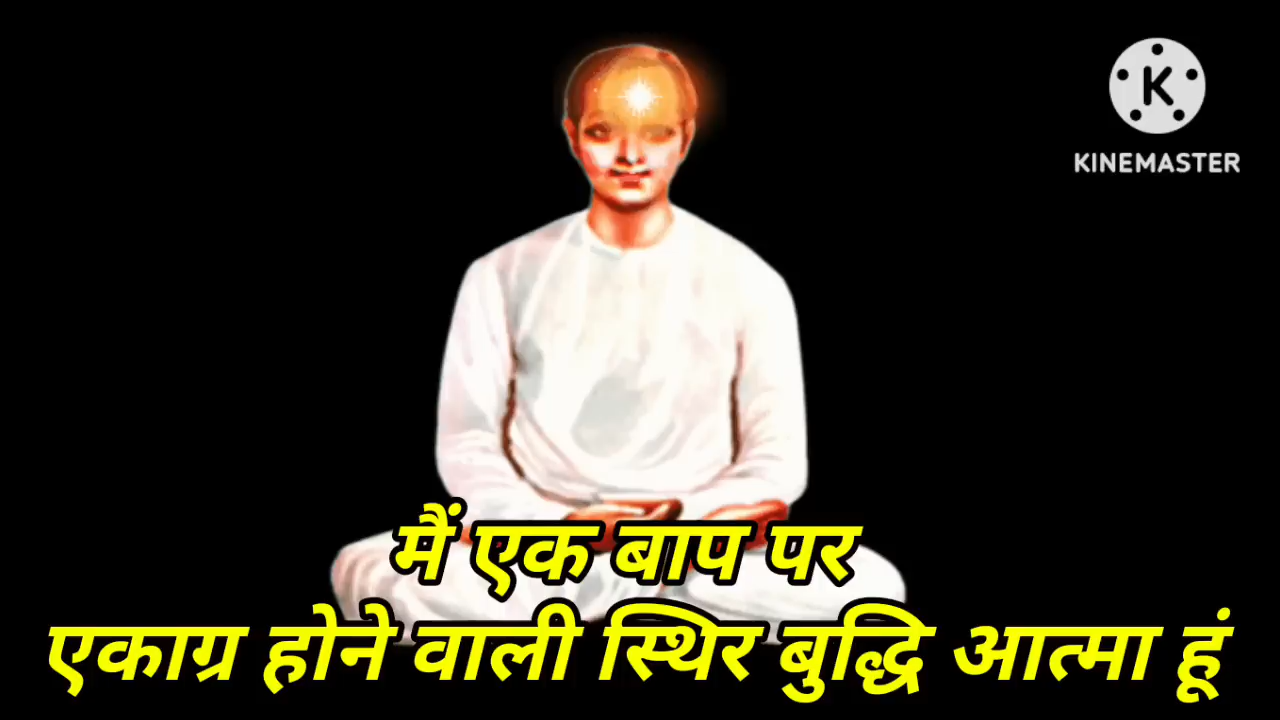 K
KINEMASTER
मैं एक बाप पर
एकाग्र होने वाली स्थिर बुद्धि आत्मा हूं